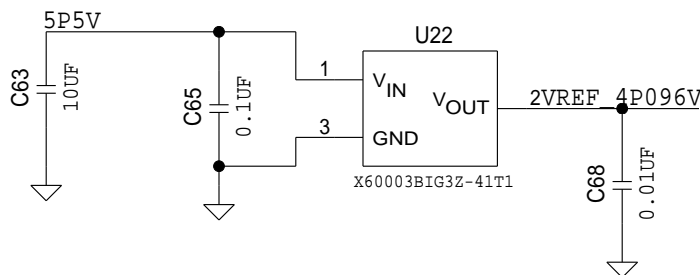 5P5V
U22
C63
10UF
C65
0.1UF
1
VIN
3
GND
VOUT
2VREF_4P096V
X60003BIG3Z-41T1
C68
0.01UF